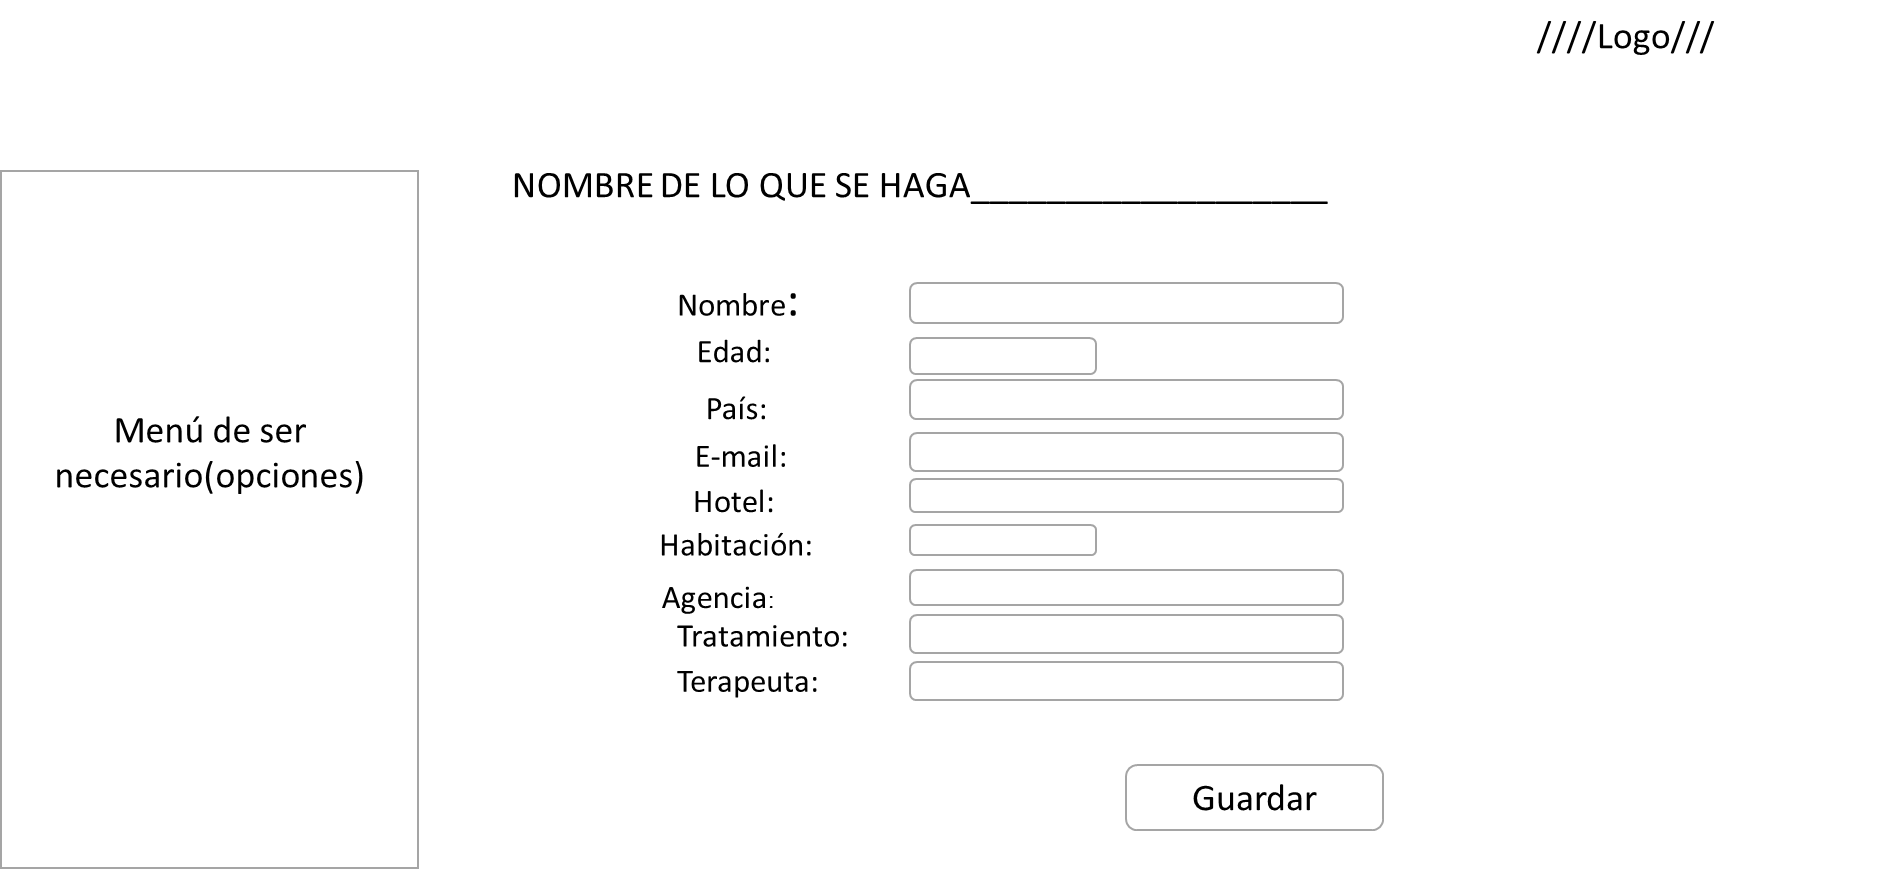 ////Logo///
NOMBRE DE LO QUE SE HAGA___________________
Menú de ser
necesario(opciones)
Nombre:
Edad:
País:
E-mail:
Hotel:
Habitación:
Agencia:
Tratamiento:
Terapeuta:
Guardar